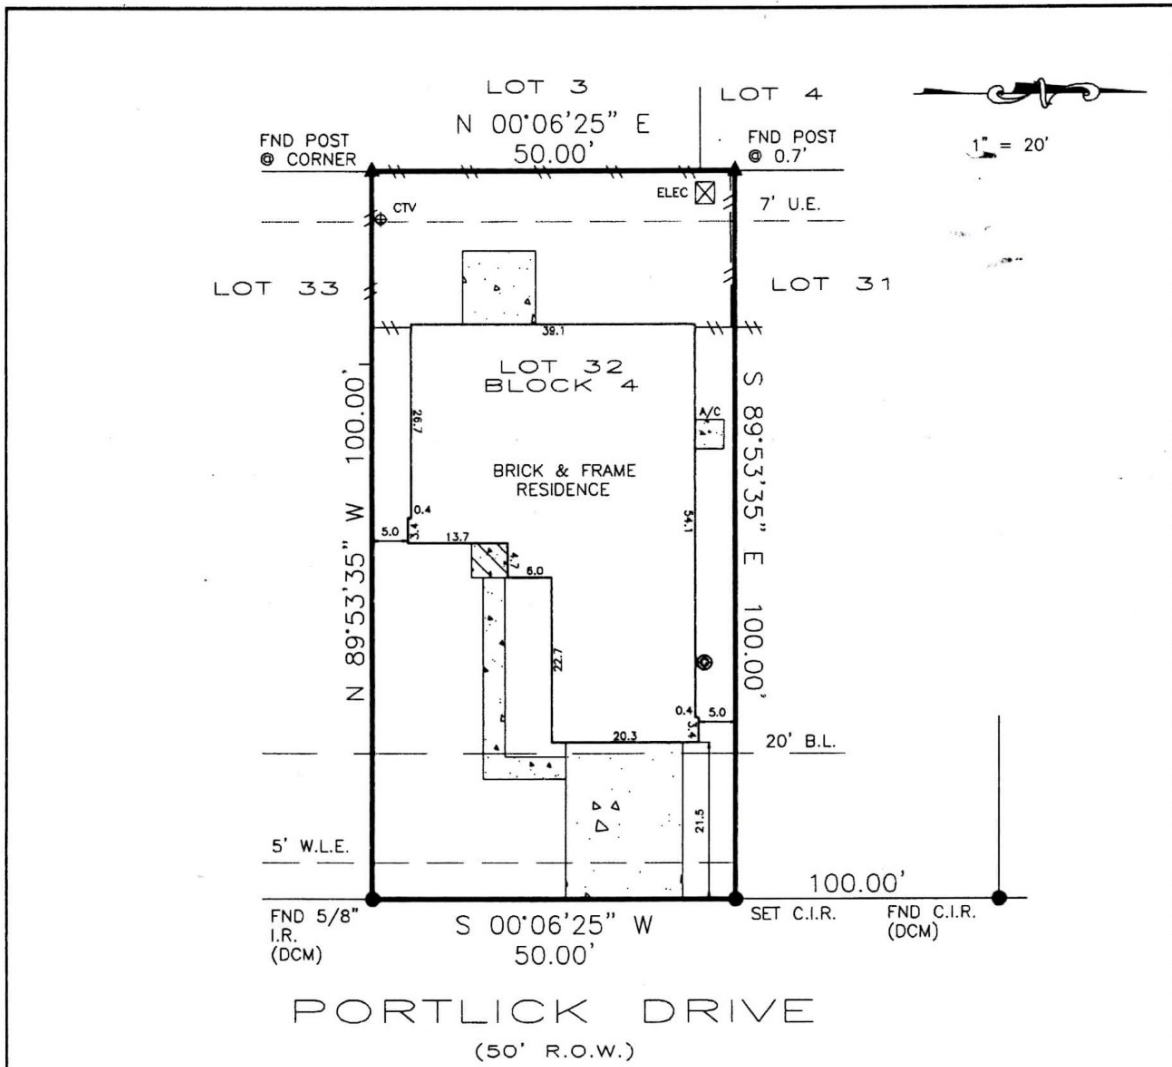 LOT 3
LOT 4
N 00°06'25" E
50.00'
FND POST
@ CORNER
FND POST
@ 0.7'
1" = 20'
ELEC
CTV
7' U.E.
LOT 33
LOT 31
39.1
LOT 32
BLOCK 4
26.7
A/C
BRICK & FRAME
RESIDENCE
N 89°53'35" W 100.00'
S 89°53'35" E 100.00'
54.1
0.4
3.4
5.0
13.7
4.7
6.0
22.7
0.4
3.4
5.0
20.3
20' B.L.
21.5
5' W.L.E.
100.00'
FND 5/8"
I.R.
(DCM)
S 00°06'25" W
50.00'
SET C.I.R.
FND C.I.R.
(DCM)
PORTLICK DRIVE
(50' R.O.W.)